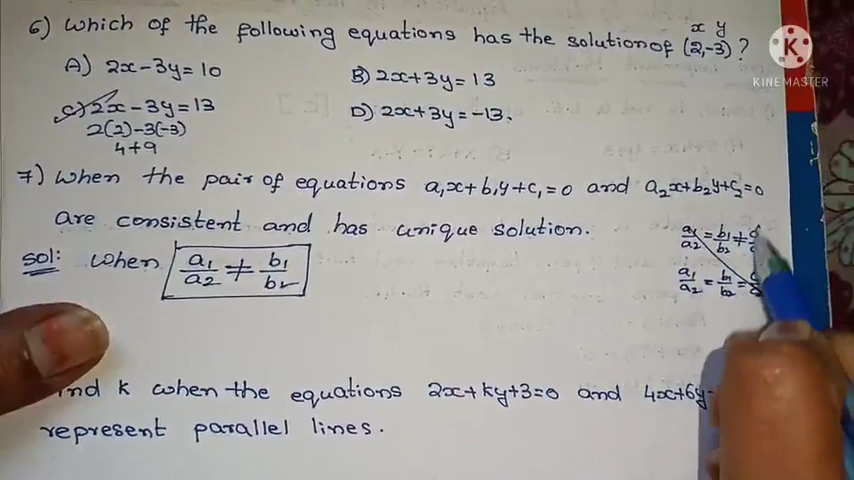 6) Which of the following equations has the solution of (2,-3) ?
x y
A) 2x-3y=10
B) 2x+3y=13
C) 2x-3y=13
D) 2x+3y=-13.
2(2)-3(-3)
4+9
7) When the pair of equations a₁x+b₁y+c₁=0 and a₂x+b₂y+c₂=0
are consistent and has unique solution.
sol: When a₁/a₂ ≠ b₁/b₂
a₁/a₂ = b₁/b₂ ≠
a₁/a₂ = b₁/b₂ =
k when the equations 2x+ky+3=0 and 4x+6y
represent parallel lines.
K
KINEMASTER